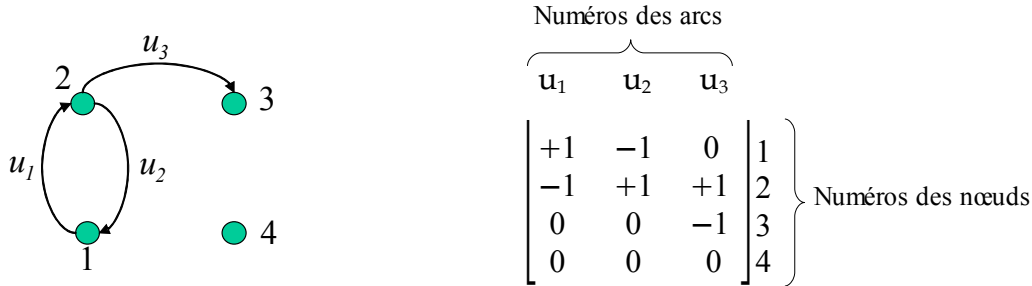 u3
2
3
u1
u2
1
4
Numéros des arcs
u1 u2 u3
+1 −1 0 1
−1 +1 +1 2
0 0 −1 3
0 0 0 4
Numéros des nœuds